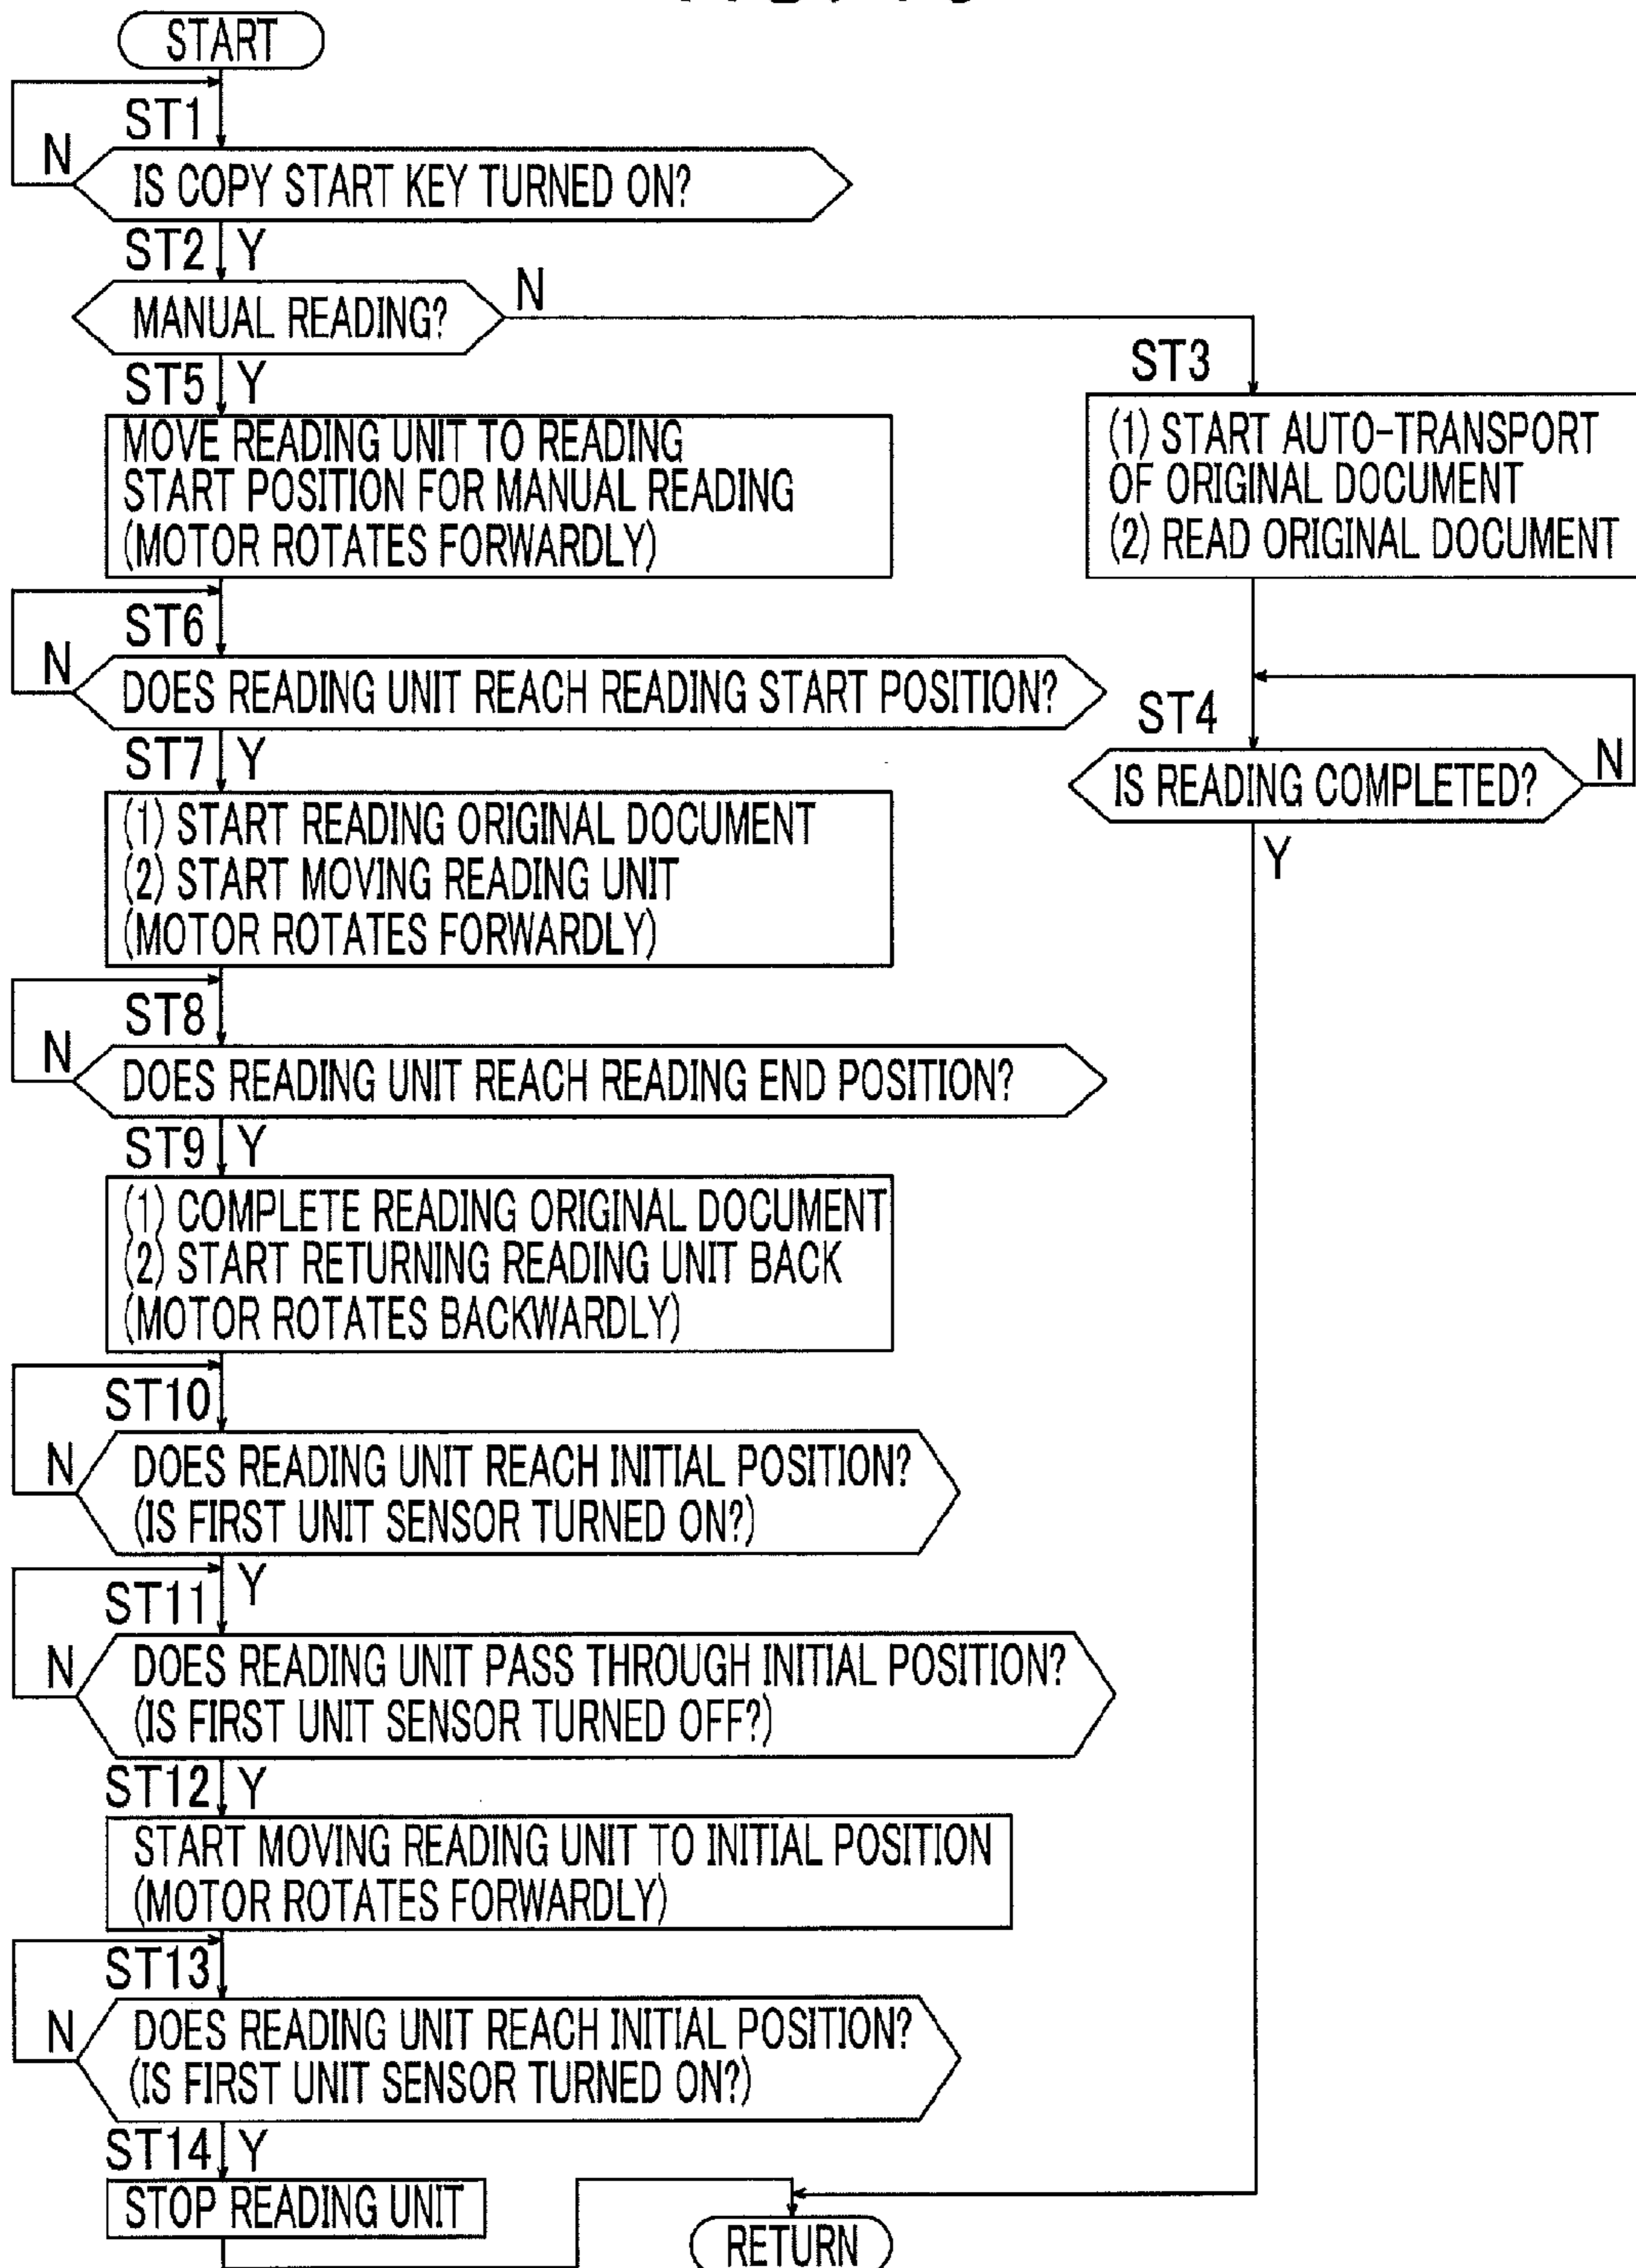 START
ST1
N
IS COPY START KEY TURNED ON?
ST2 Y
MANUAL READING?
N
ST3
(1) START AUTO-TRANSPORT
OF ORIGINAL DOCUMENT
(2) READ ORIGINAL DOCUMENT
ST4
IS READING COMPLETED?
N
Y
ST5 Y
MOVE READING UNIT TO READING
START POSITION FOR MANUAL READING
(MOTOR ROTATES FORWARDLY)
ST6
N
DOES READING UNIT REACH READING START POSITION?
ST7 Y
(1) START READING ORIGINAL DOCUMENT
(2) START MOVING READING UNIT
(MOTOR ROTATES FORWARDLY)
ST8
N
DOES READING UNIT REACH READING END POSITION?
ST9 Y
(1) COMPLETE READING ORIGINAL DOCUMENT
(2) START RETURNING READING UNIT BACK
(MOTOR ROTATES BACKWARDLY)
ST10
N
DOES READING UNIT REACH INITIAL POSITION?
(IS FIRST UNIT SENSOR TURNED ON?)
Y
ST11
N
DOES READING UNIT PASS THROUGH INITIAL POSITION?
(IS FIRST UNIT SENSOR TURNED OFF?)
ST12 Y
START MOVING READING UNIT TO INITIAL POSITION
(MOTOR ROTATES FORWARDLY)
ST13
N
DOES READING UNIT REACH INITIAL POSITION?
(IS FIRST UNIT SENSOR TURNED ON?)
ST14 Y
STOP READING UNIT
RETURN